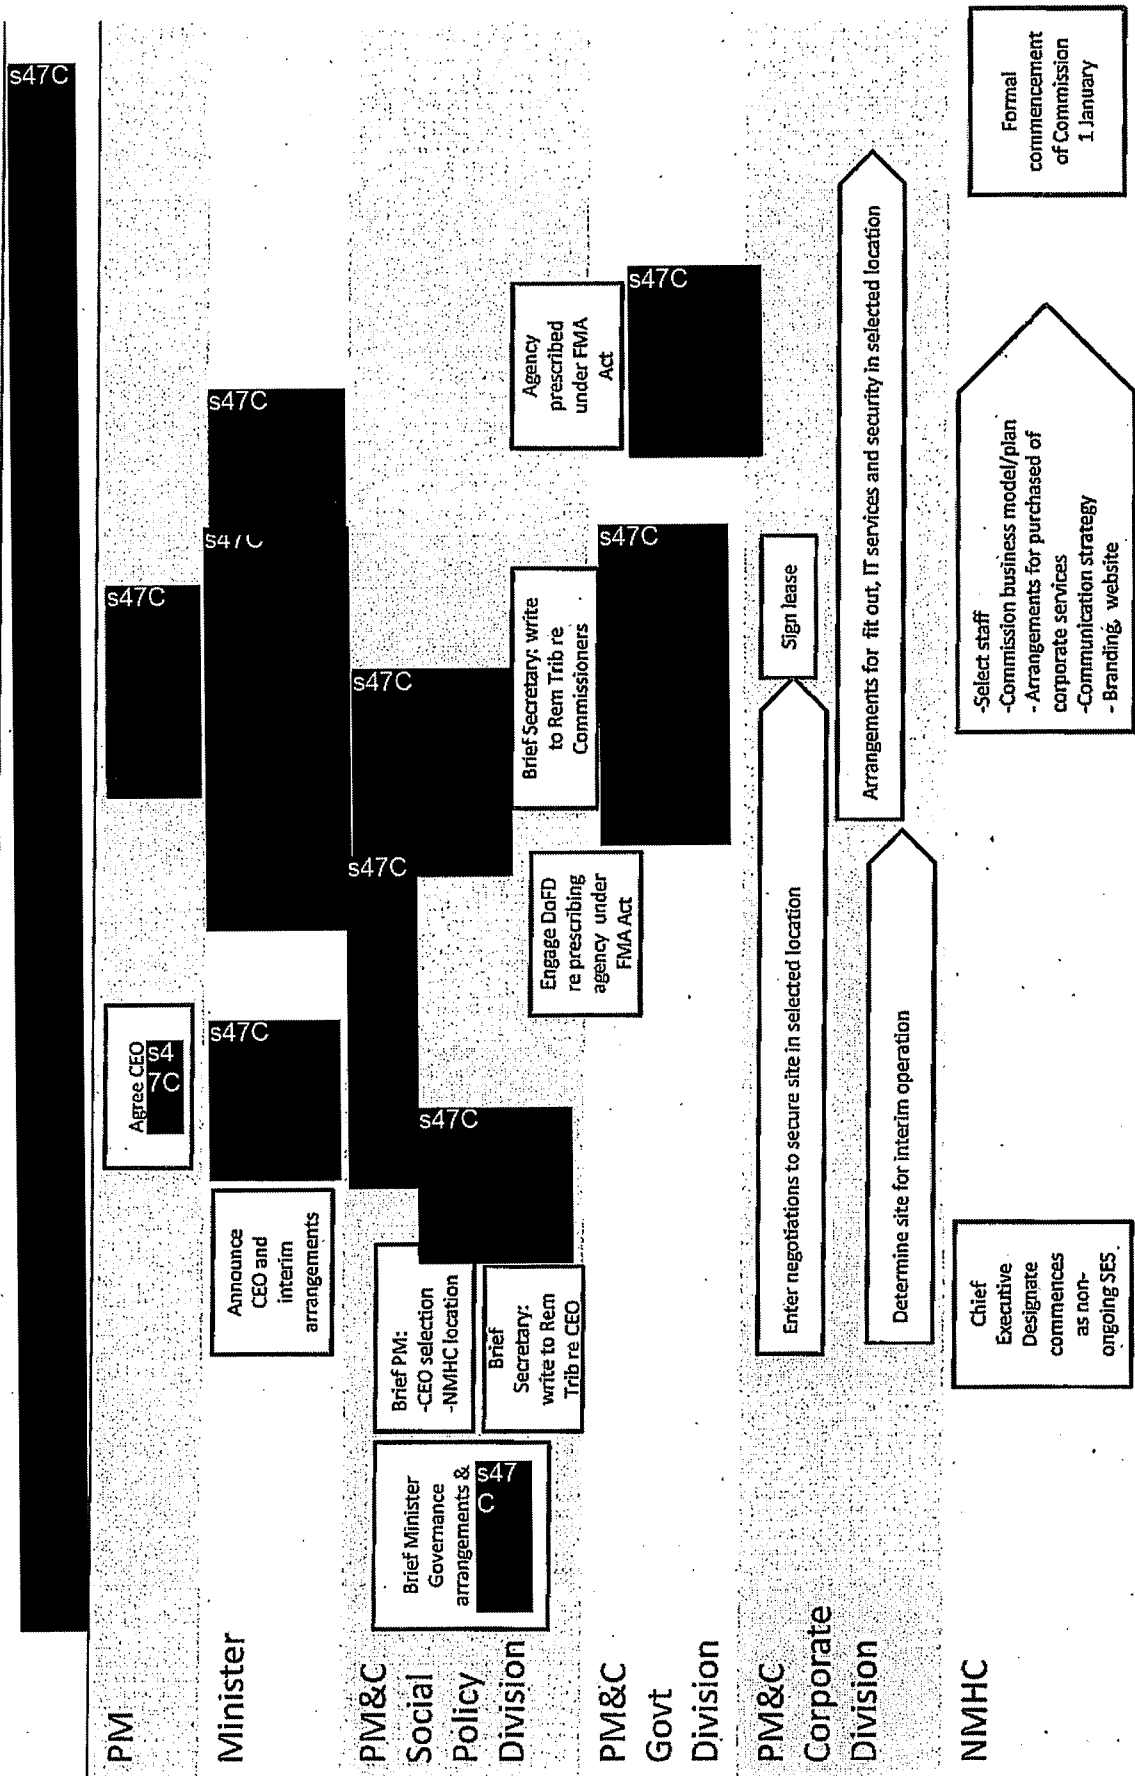 s47C
PM
Agree CEO
s4
7C
s47C
Minister
Announce
CEO and
interim
arrangements
s47C
s47C
s47C
PM&C
Social
Policy
Division
Brief Minister
Governance
arrangements &
s47
C
Brief PM:
-CEO selection
-NMHC location
Brief
Secretary:
write to Rem
Trib re CEO
s47C
s47C
s47C
Engage DoFD
re prescribing
agency under
FMA Act
Brief Secretary: write
to Rem Trib re
Commissioners
Agency
prescribed
under FMA
Act
PM&C
Govt
Division
s47C
s47C
PM&C
Corporate
Division
Enter negotiations to secure site in selected location
Sign lease
Determine site for interim operation
Arrangements for fit out, IT services and security in selected location
NMHC
Chief
Executive
Designate
commences
as non-
ongoing SES
-Select staff
-Commission business model/plan
- Arrangements for purchased of
corporate services
-Communication strategy
- Branding, website
Formal
commencement
of Commission
1 January